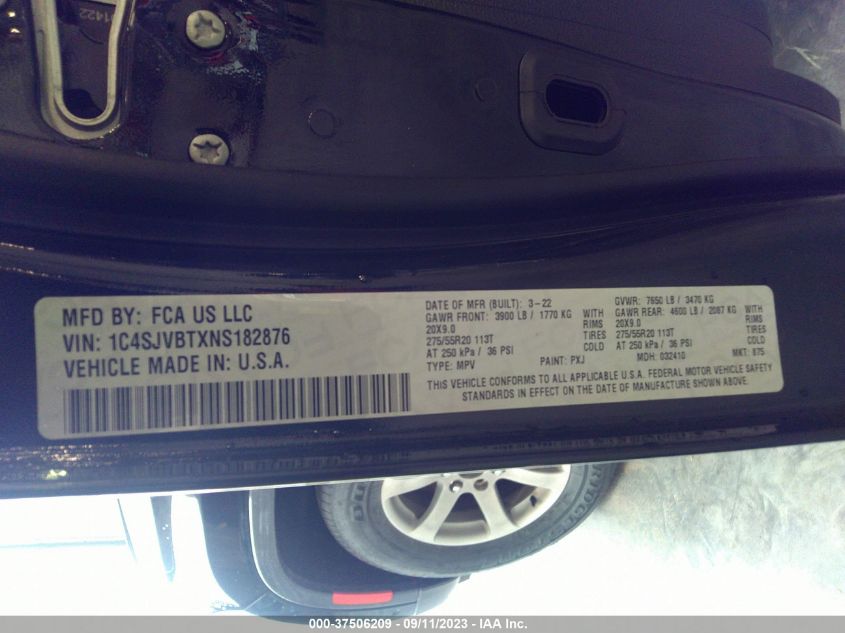 1422
MFD BY: FCA US LLC
VIN: 1C4SJVBTXNS182876
VEHICLE MADE IN: U.S.A.
DATE OF MFR (BUILT): 3-22 GVWR: 7650 LB / 3470 KG
GAWR FRONT: 3900 LB / 1770 KG WITH GAWR REAR: 4600 LB / 2087 KG WITH
20X9.0 RIMS 20X9.0 RIMS
275/55R20 113T TIRES 275/55R20 113T TIRES
AT 250 kPa / 36 PSI COLD AT 250 kPa / 36 PSI COLD
TYPE: MPV PAINT: PXJ MDH: 032410 MKT: 875
THIS VEHICLE CONFORMS TO ALL APPLICABLE U.S.A. FEDERAL MOTOR VEHICLE SAFETY
STANDARDS IN EFFECT ON THE DATE OF MANUFACTURE SHOWN ABOVE.
000-37506209 - 09/11/2023 - IAA Inc.